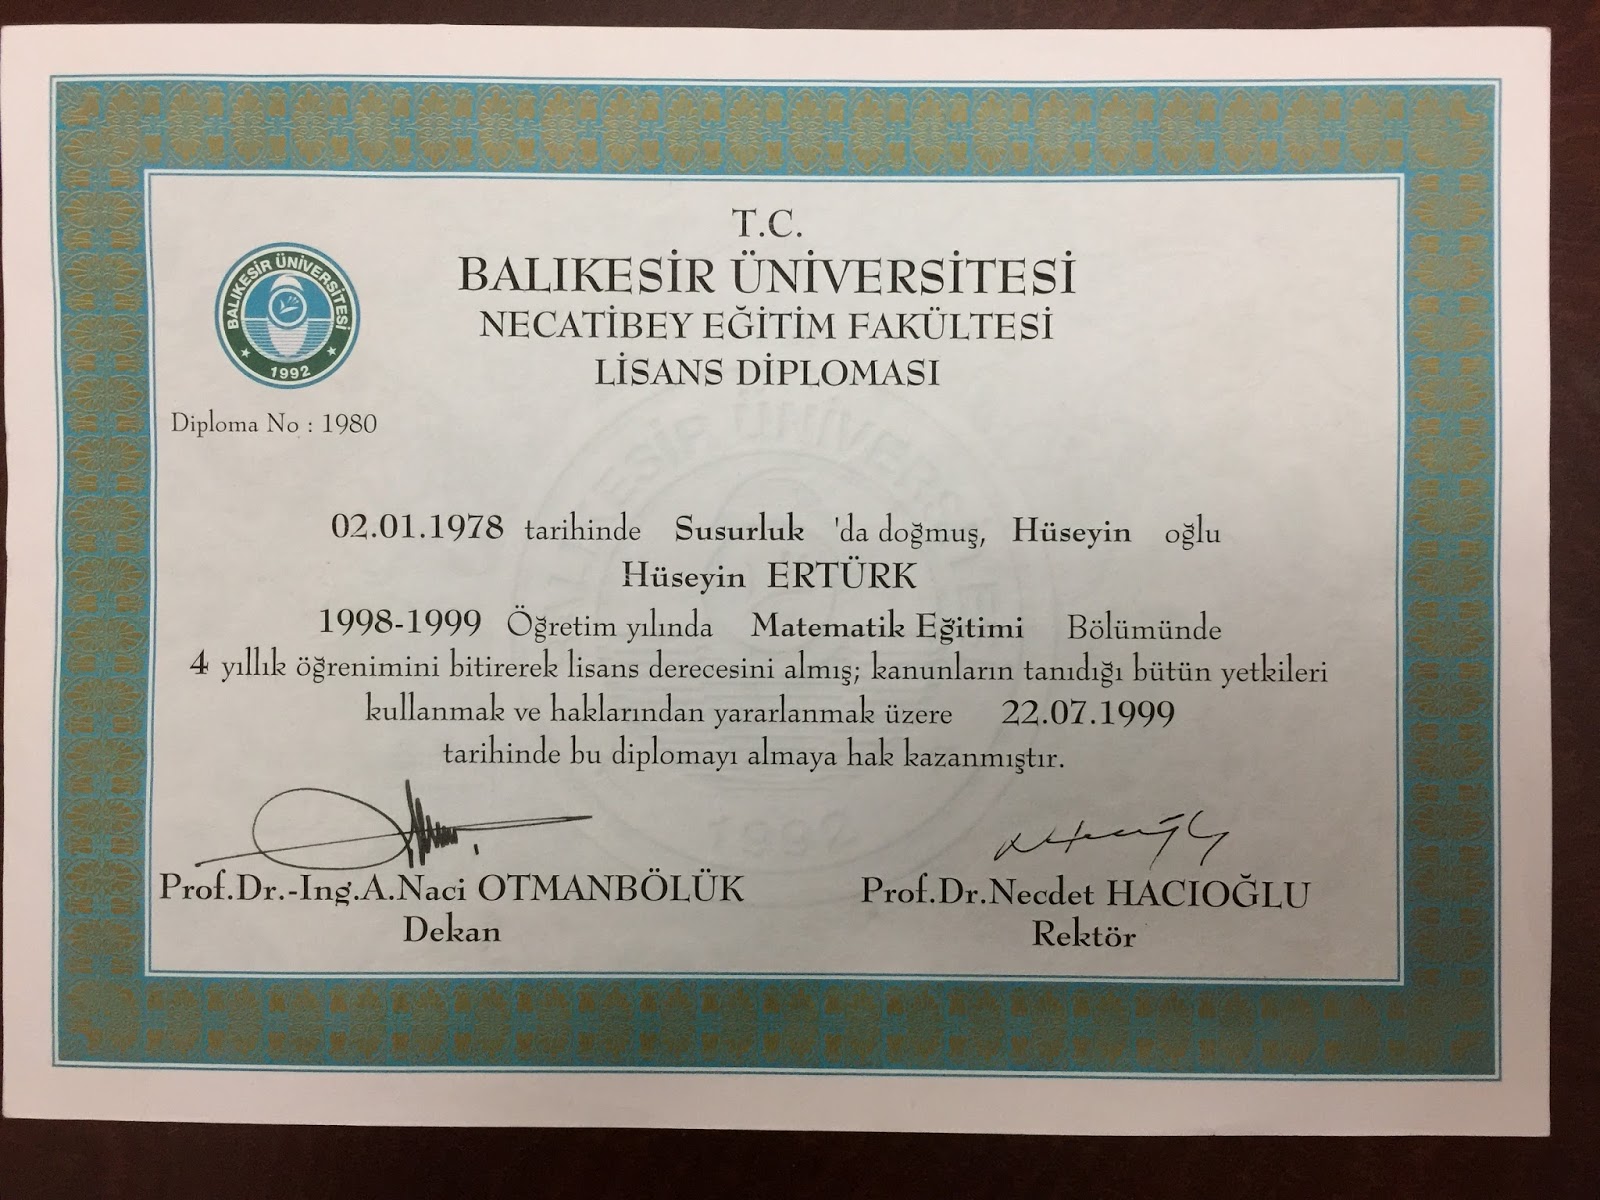 T.C.
BALIKESİR ÜNİVERSİTESİ
NECATİBEY EĞİTİM FAKÜLTESİ
LİSANS DİPLOMASI
BALIKESİR ÜNİVERSİTESİ
1992
Diploma No : 1980
02.01.1978 tarihinde Susurluk 'da doğmuş, Hüseyin oğlu
Hüseyin ERTÜRK
1998-1999 Öğretim yılında Matematik Eğitimi Bölümünde
4 yıllık öğrenimini bitirerek lisans derecesini almış; kanunların tanıdığı bütün yetkileri
kullanmak ve haklarından yararlanmak üzere 22.07.1999
tarihinde bu diplomayı almaya hak kazanmıştır.
Prof.Dr.-Ing.A.Naci OTMANBÖLÜK
Dekan
Prof.Dr.Necdet HACIOĞLU
Rektör